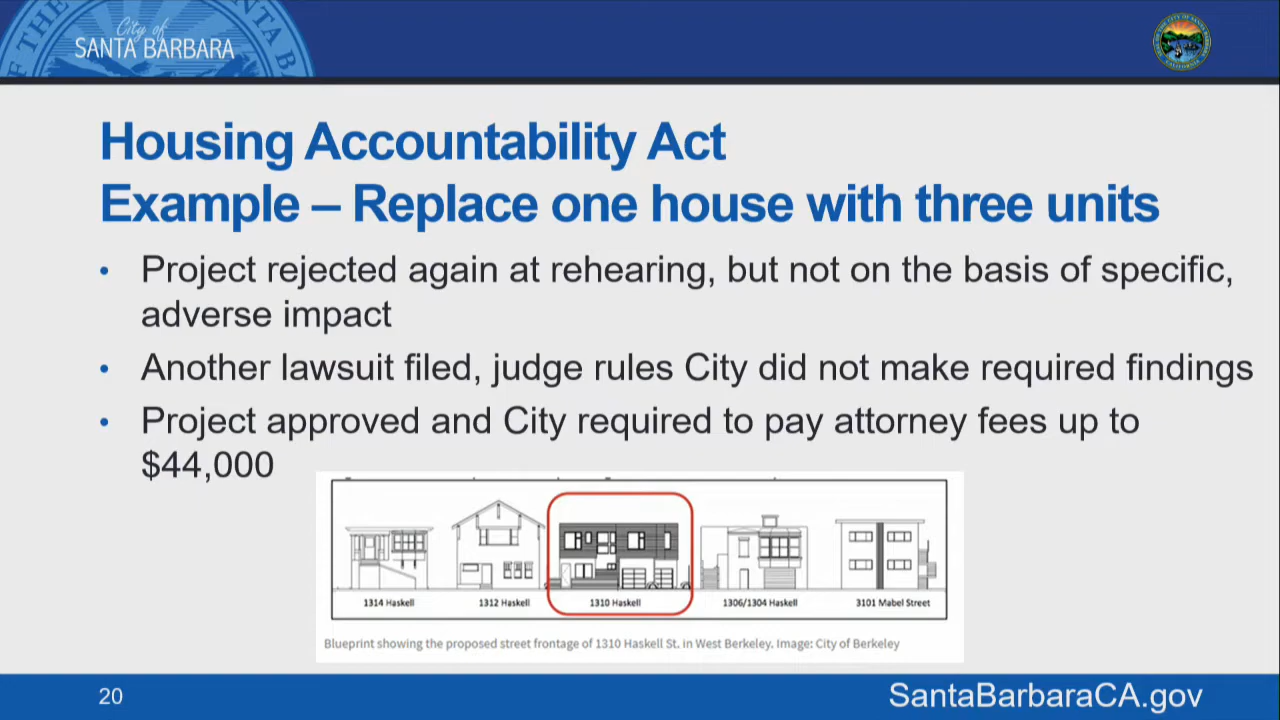 City of
SANTA BARBARA
Housing Accountability Act
Example – Replace one house with three units
• Project rejected again at rehearing, but not on the basis of specific,
adverse impact
• Another lawsuit filed, judge rules City did not make required findings
• Project approved and City required to pay attorney fees up to
$44,000
1314 Haskell 1312 Haskell 1310 Haskell 1306/1304 Haskell 3101 Mabel Street
Blueprint showing the proposed street frontage of 1310 Haskell St. in West Berkeley. Image: City of Berkeley
20
SantaBarbaraCA.gov